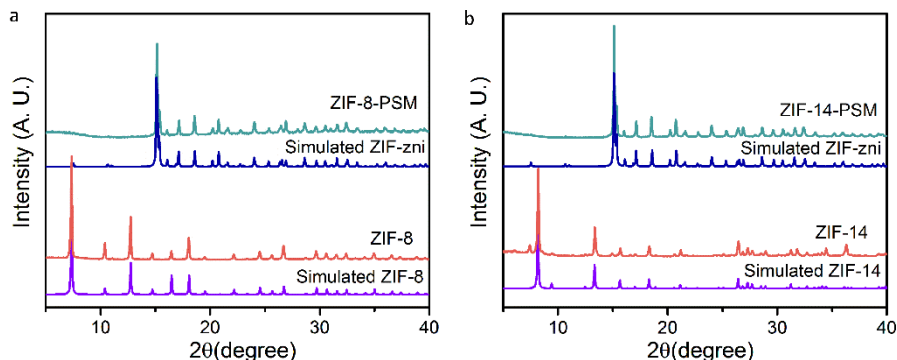 a
Intensity (A. U.)
ZIF-8-PSM
Simulated ZIF-zni
ZIF-8
Simulated ZIF-8
10
20
30
40
2θ(degree)
b
Intensity (A. U.)
ZIF-14-PSM
Simulated ZIF-zni
ZIF-14
Simulated ZIF-14
10
20
30
40
2θ(degree)